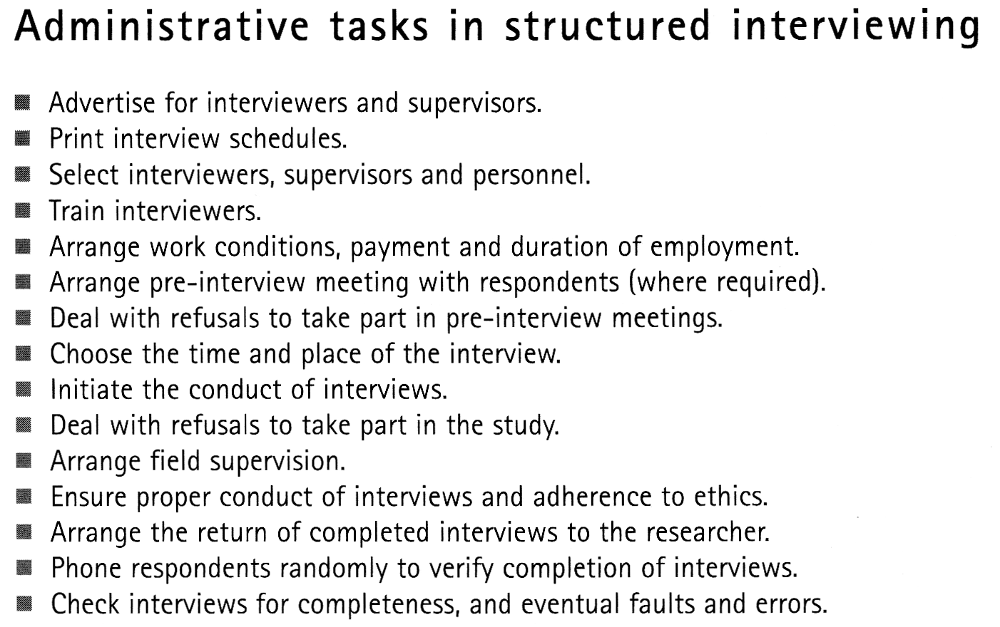 Administrative tasks in structured interviewing
■ Advertise for interviewers and supervisors.
■ Print interview schedules.
■ Select interviewers, supervisors and personnel.
■ Train interviewers.
■ Arrange work conditions, payment and duration of employment.
■ Arrange pre-interview meeting with respondents (where required).
■ Deal with refusals to take part in pre-interview meetings.
■ Choose the time and place of the interview.
■ Initiate the conduct of interviews.
■ Deal with refusals to take part in the study.
■ Arrange field supervision.
■ Ensure proper conduct of interviews and adherence to ethics.
■ Arrange the return of completed interviews to the researcher.
■ Phone respondents randomly to verify completion of interviews.
■ Check interviews for completeness, and eventual faults and errors.